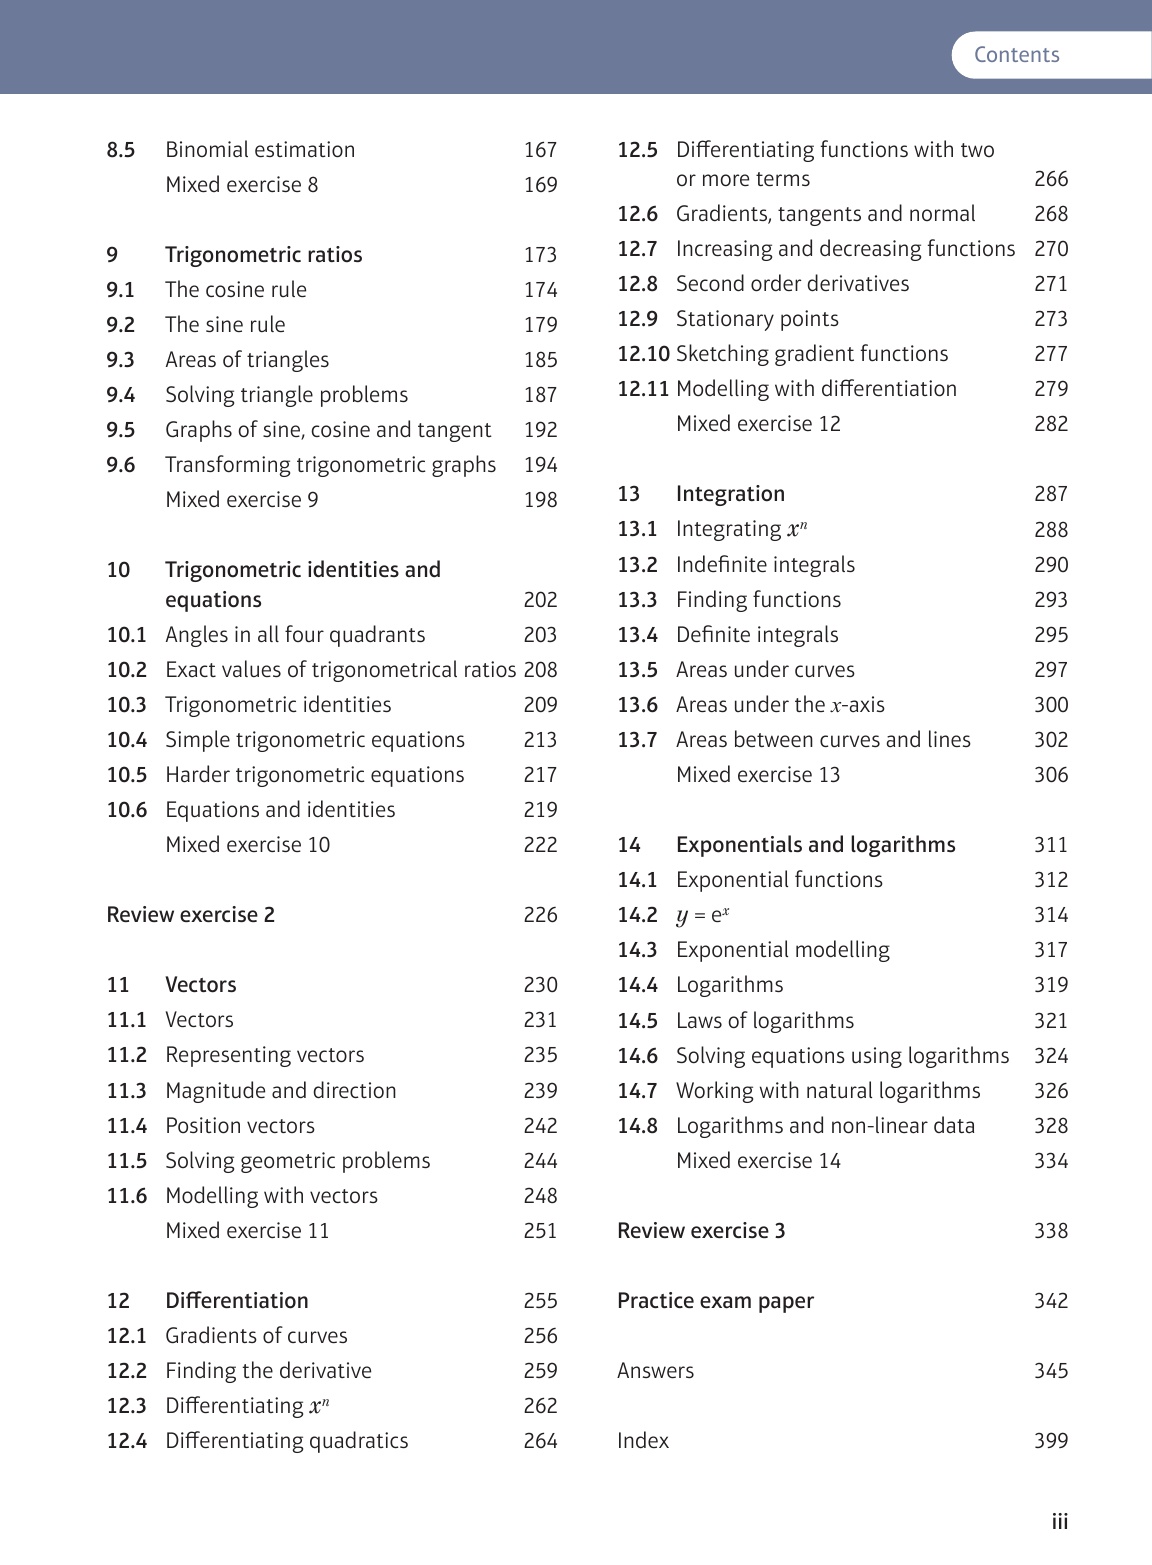 Contents
8.5 Binomial estimation 167
Mixed exercise 8 169
9 Trigonometric ratios 173
9.1 The cosine rule 174
9.2 The sine rule 179
9.3 Areas of triangles 185
9.4 Solving triangle problems 187
9.5 Graphs of sine, cosine and tangent 192
9.6 Transforming trigonometric graphs 194
Mixed exercise 9 198
10 Trigonometric identities and
equations 202
10.1 Angles in all four quadrants 203
10.2 Exact values of trigonometrical ratios 208
10.3 Trigonometric identities 209
10.4 Simple trigonometric equations 213
10.5 Harder trigonometric equations 217
10.6 Equations and identities 219
Mixed exercise 10 222
Review exercise 2 226
11 Vectors 230
11.1 Vectors 231
11.2 Representing vectors 235
11.3 Magnitude and direction 239
11.4 Position vectors 242
11.5 Solving geometric problems 244
11.6 Modelling with vectors 248
Mixed exercise 11 251
12 Differentiation 255
12.1 Gradients of curves 256
12.2 Finding the derivative 259
12.3 Differentiating xⁿ 262
12.4 Differentiating quadratics 264
12.5 Differentiating functions with two
or more terms 266
12.6 Gradients, tangents and normal 268
12.7 Increasing and decreasing functions 270
12.8 Second order derivatives 271
12.9 Stationary points 273
12.10 Sketching gradient functions 277
12.11 Modelling with differentiation 279
Mixed exercise 12 282
13 Integration 287
13.1 Integrating xⁿ 288
13.2 Indefinite integrals 290
13.3 Finding functions 293
13.4 Definite integrals 295
13.5 Areas under curves 297
13.6 Areas under the x-axis 300
13.7 Areas between curves and lines 302
Mixed exercise 13 306
14 Exponentials and logarithms 311
14.1 Exponential functions 312
14.2 y = eˣ 314
14.3 Exponential modelling 317
14.4 Logarithms 319
14.5 Laws of logarithms 321
14.6 Solving equations using logarithms 324
14.7 Working with natural logarithms 326
14.8 Logarithms and non-linear data 328
Mixed exercise 14 334
Review exercise 3 338
Practice exam paper 342
Answers 345
Index 399
iii